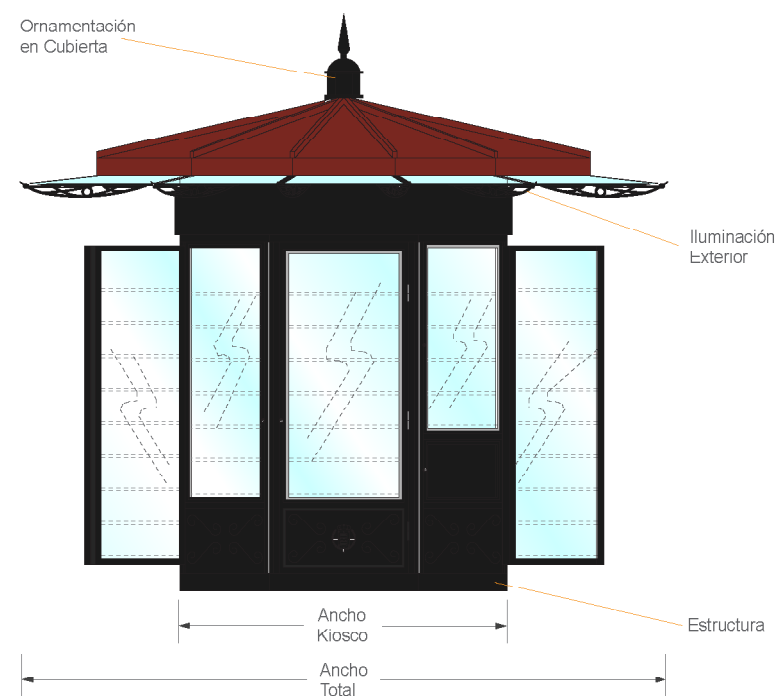 Ornamentación
en Cubierta
Iluminación
Exterior
Ancho
Kiosco
Estructura
Ancho
Total